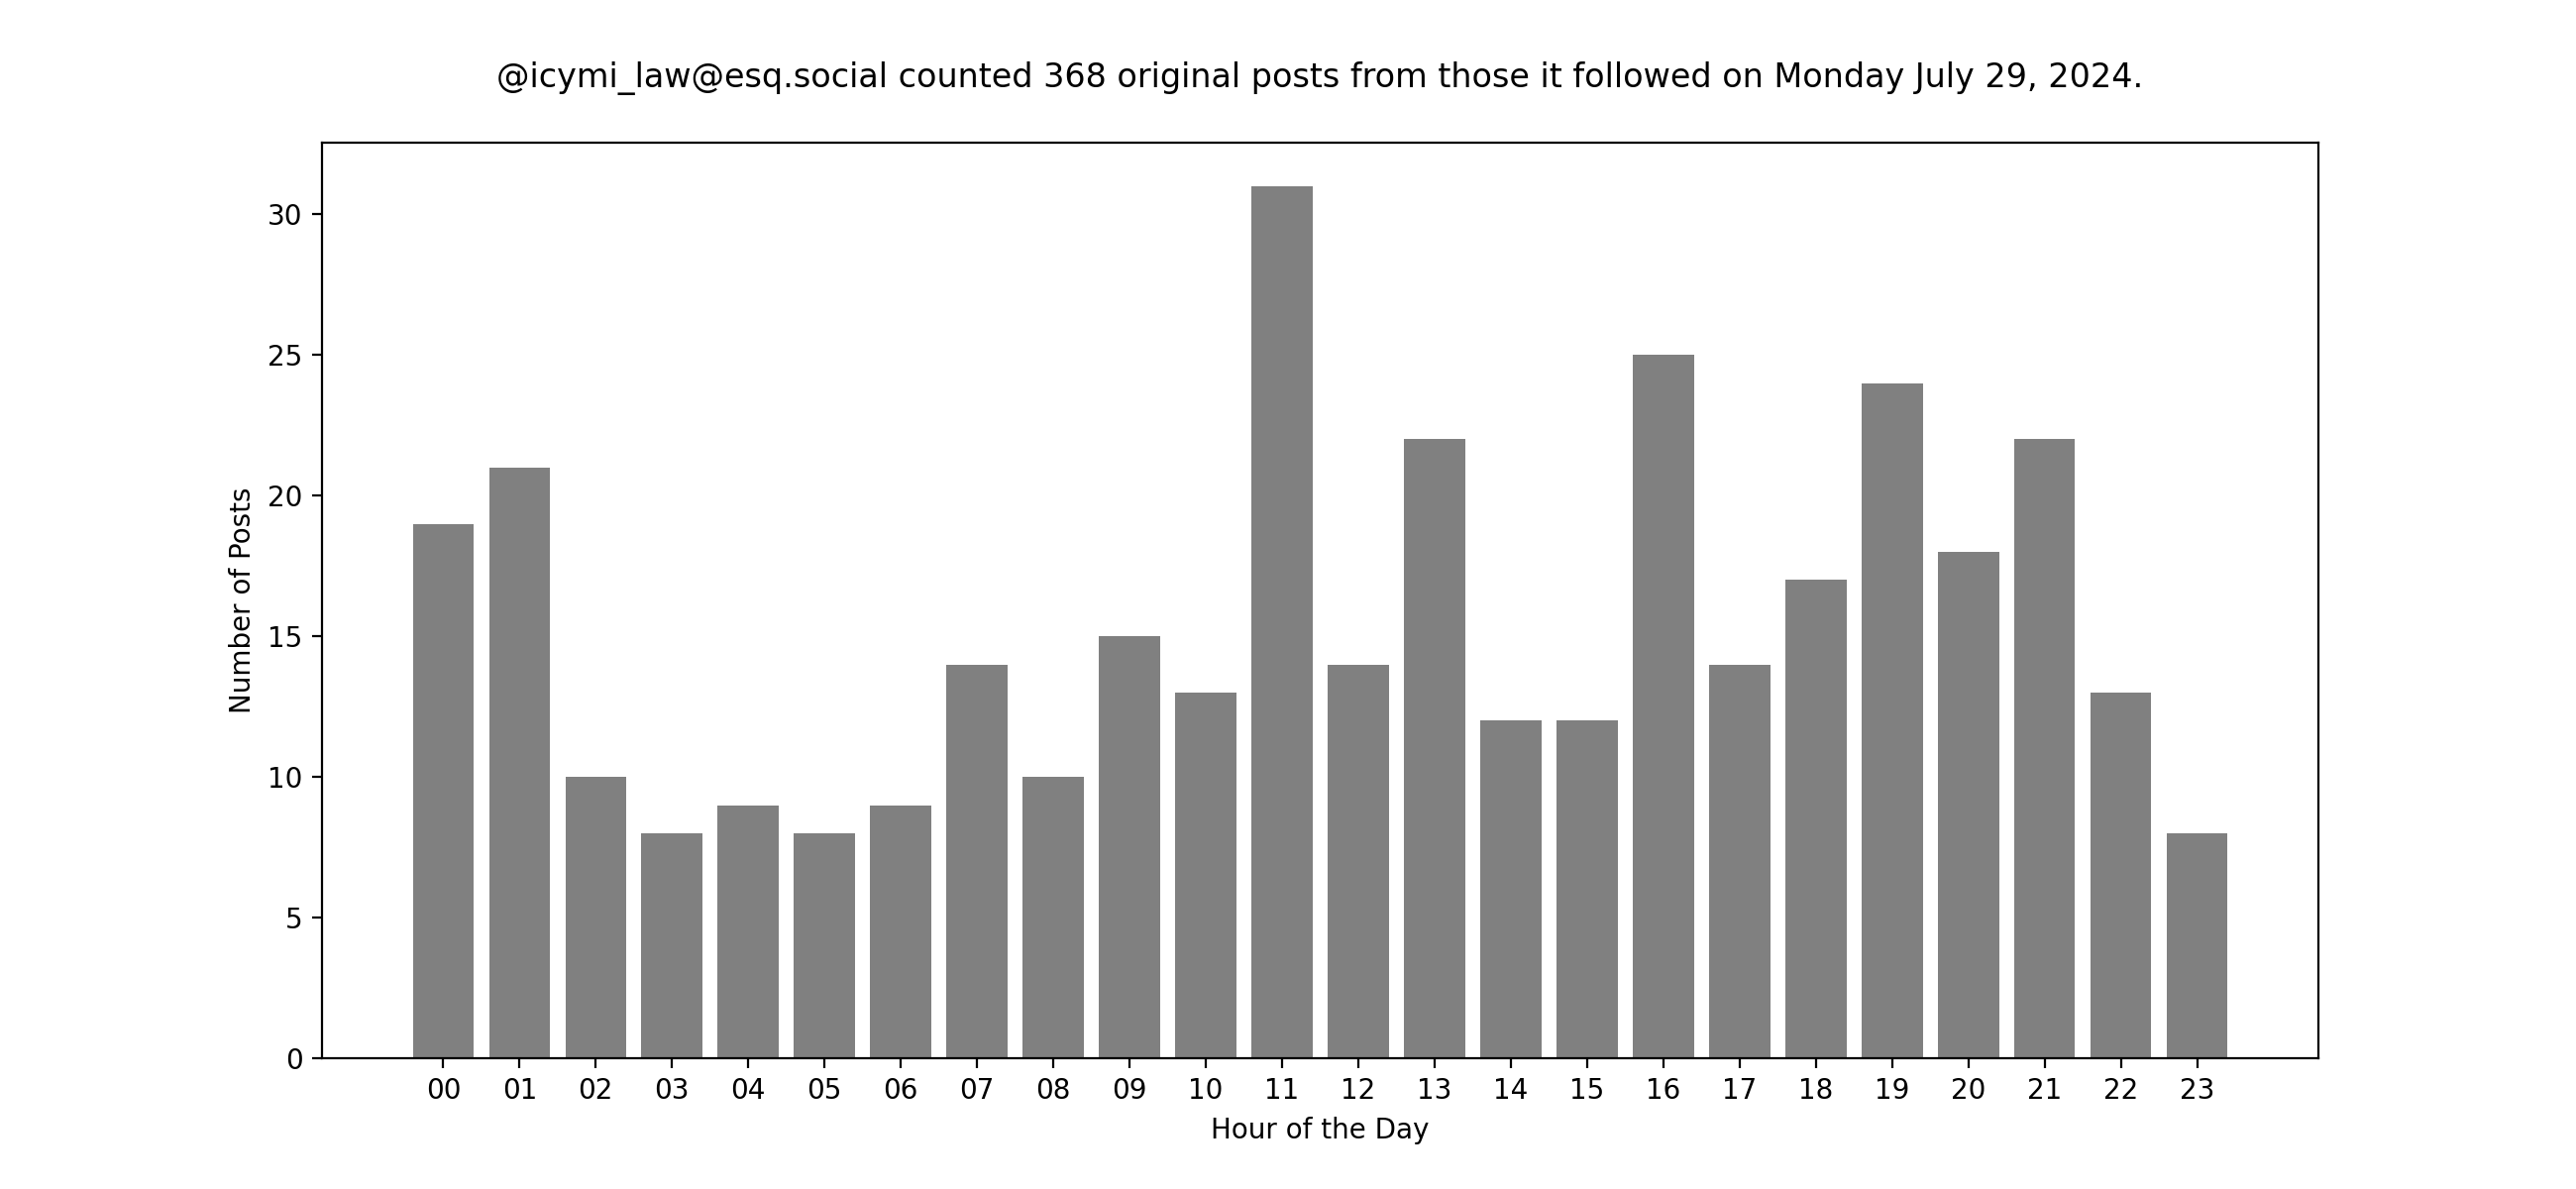 @icymi_law@esq.social counted 368 original posts from those it followed on Monday July 29, 2024.
30
25
20
15
10
5
0
Number of Posts
00 01 02 03 04 05 06 07 08 09 10 11 12 13 14 15 16 17 18 19 20 21 22 23
Hour of the Day